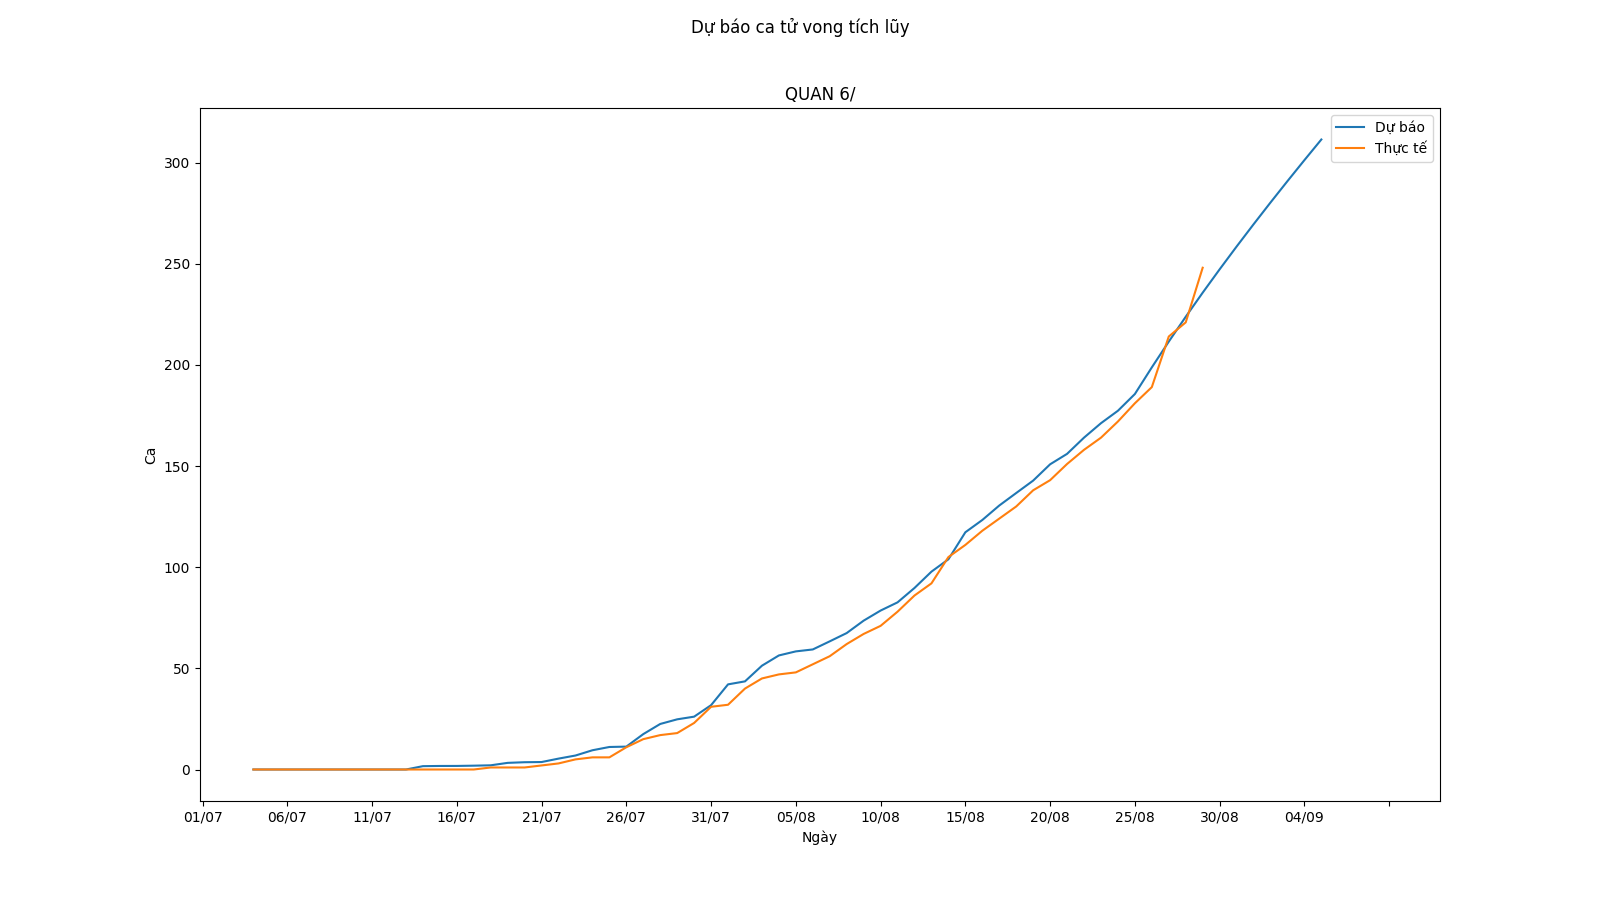 Dự báo ca tử vong tích lũy
QUAN 6/
Dự báo
Thực tế
300
250
200
150
100
50
0
Ca
01/07 06/07 11/07 16/07 21/07 26/07 31/07 05/08 10/08 15/08 20/08 25/08 30/08 04/09
Ngày